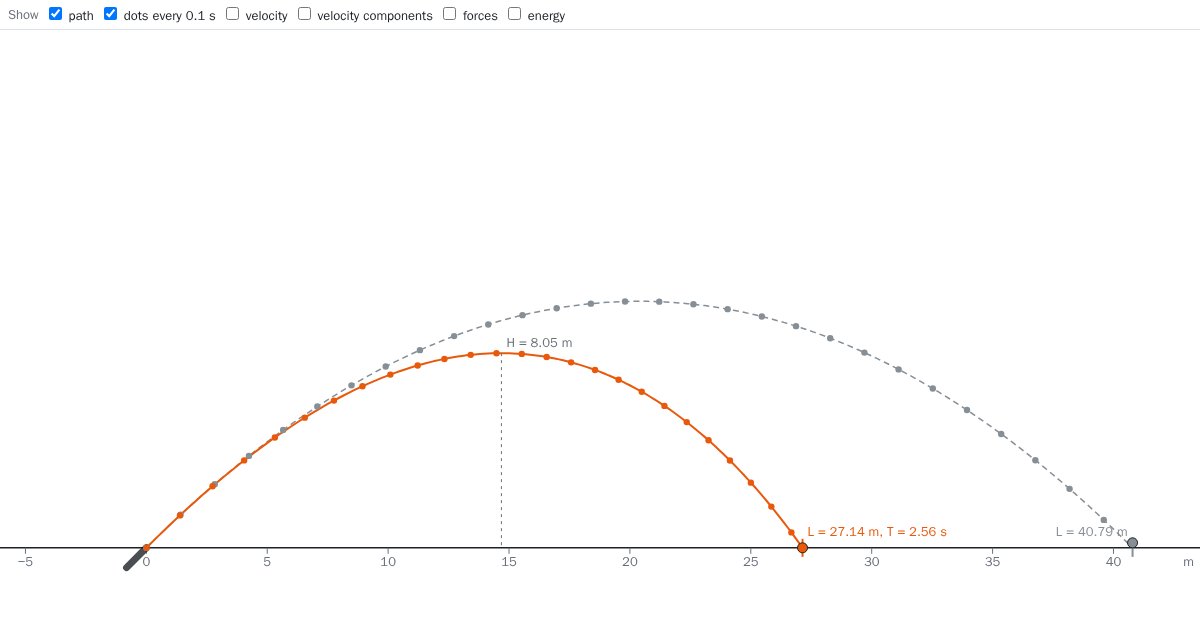 Show path dots every 0.1 s velocity velocity components forces energy
H = 8.05 m
L = 27.14 m, T = 2.56 s
L = 40.79 m
−5 0 5 10 15 20 25 30 35 40 m